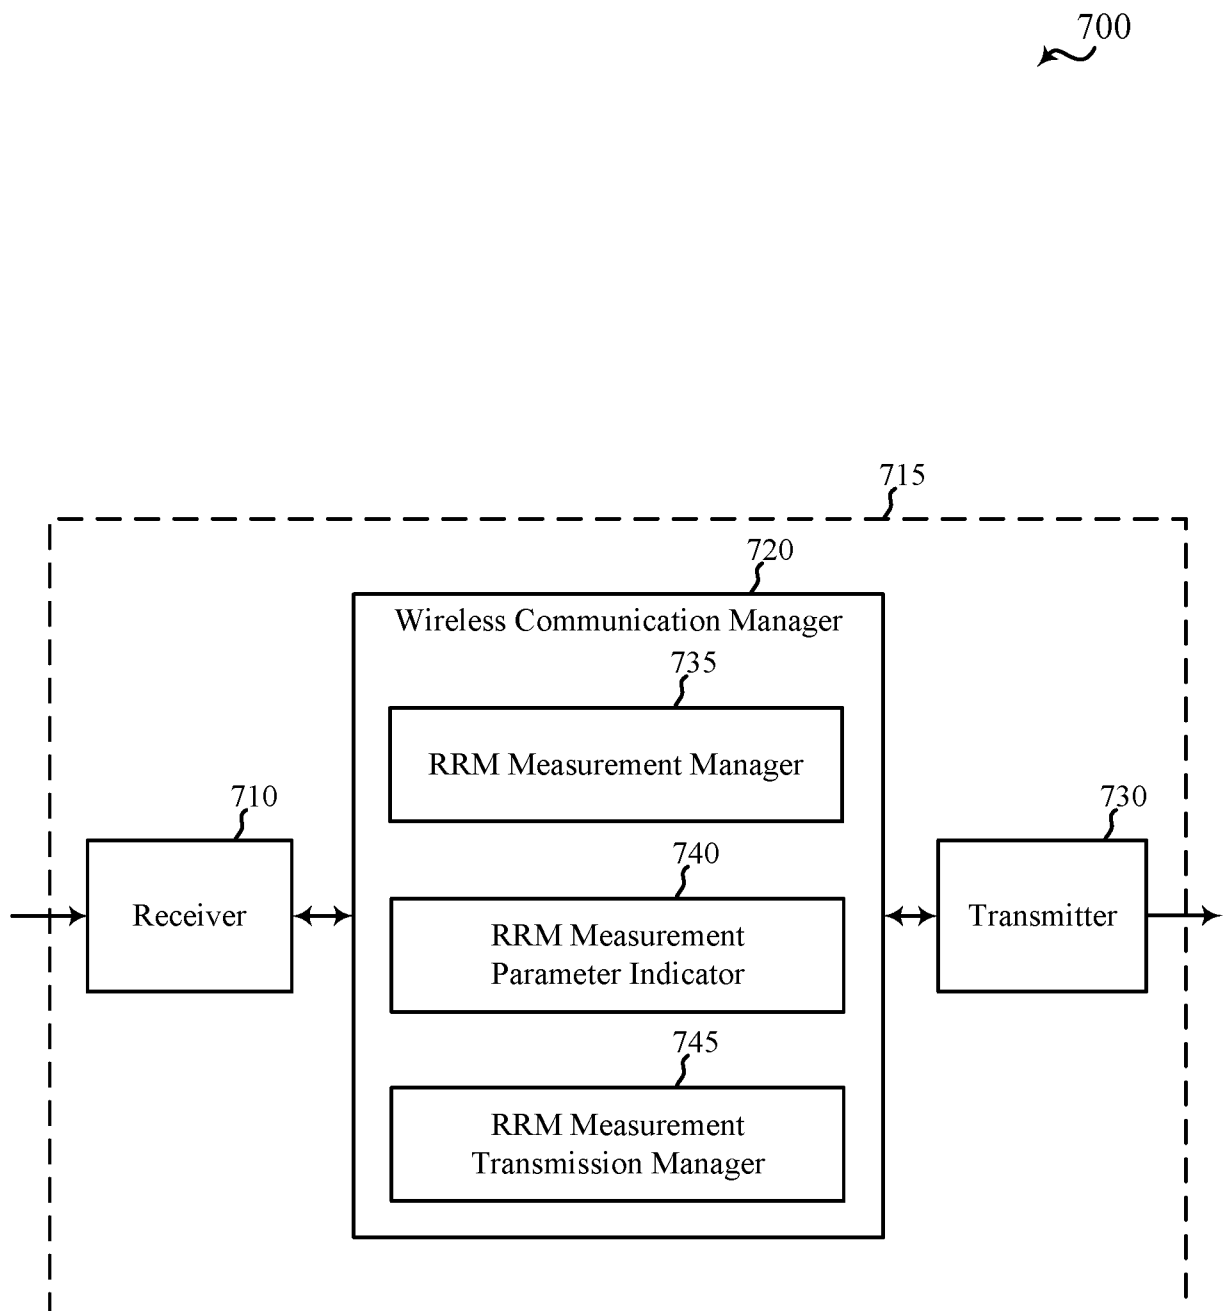 700
715
720
Wireless Communication Manager
735
RRM Measurement Manager
710
730
Receiver
Transmitter
740
RRM Measurement
Parameter Indicator
745
RRM Measurement
Transmission Manager